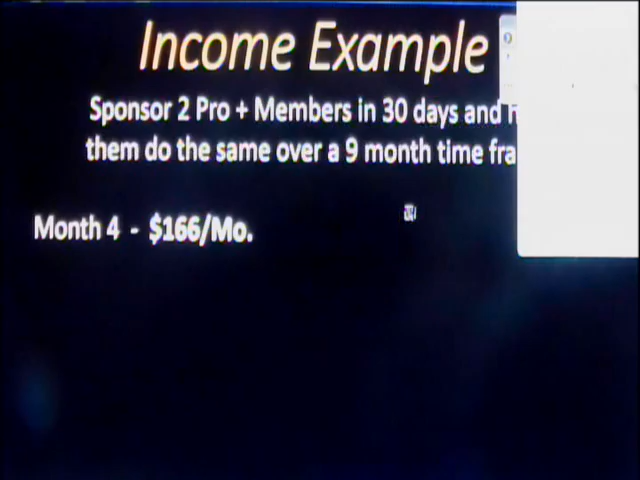 Income Example
Sponsor 2 Pro + Members in 30 days and
them do the same over a 9 month time
Month 4 - $166/Mo.